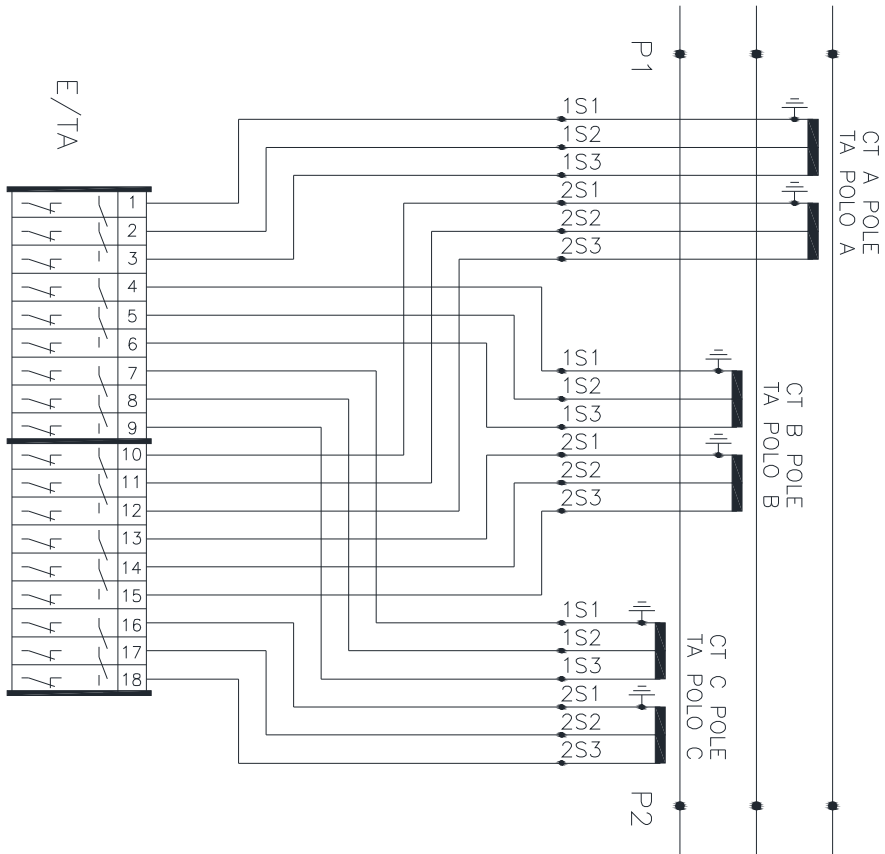 P1
E/TA
1S1
1S2
1S3
2S1
2S2
2S3
CT A POLE
TA POLO A
1
2
3
4
5
6
7
8
9
10
11
12
13
14
15
16
17
18
1S1
1S2
1S3
2S1
2S2
2S3
CT B POLE
TA POLO B
1S1
1S2
1S3
2S1
2S2
2S3
CT C POLE
TA POLO C
P2